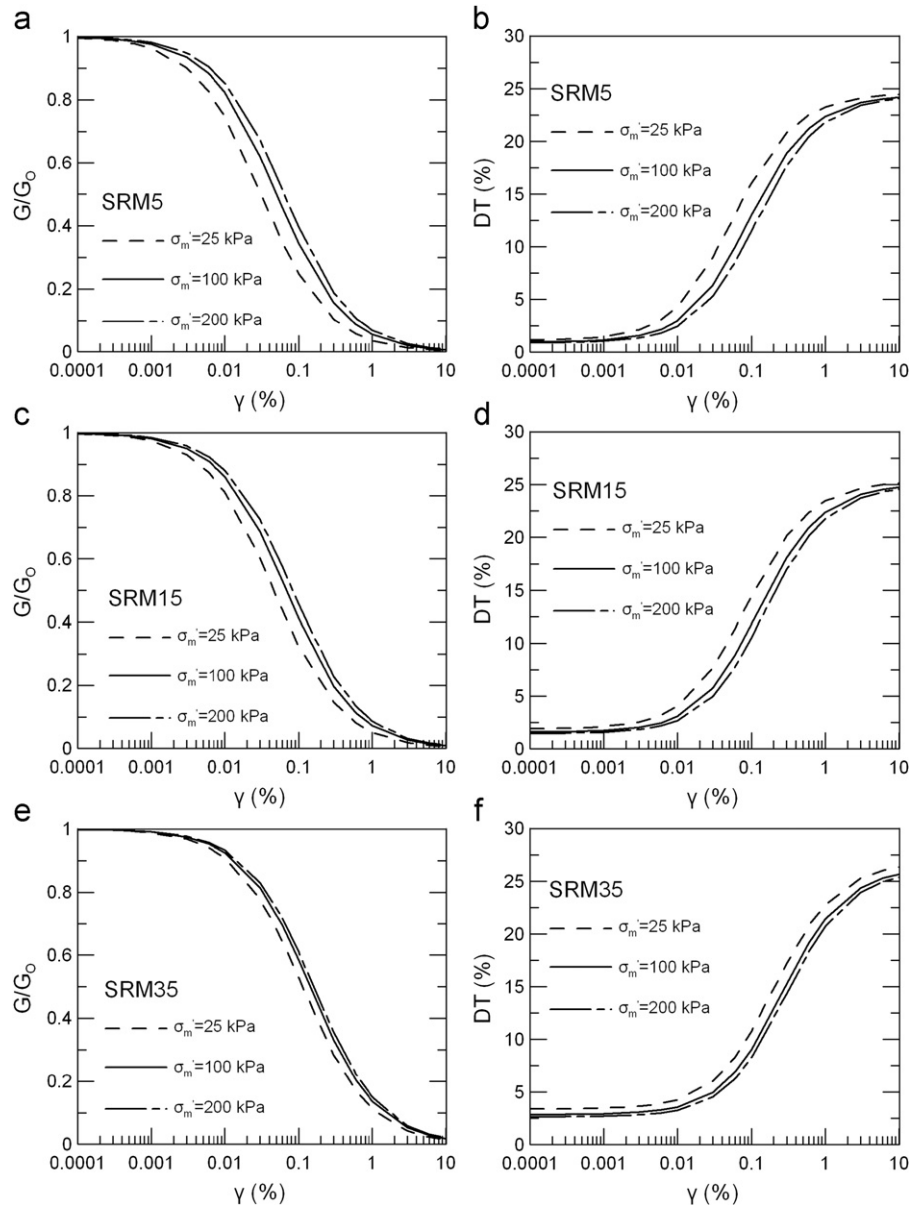 a
1
0.8
0.6
0.4
0.2
0
G/G₀
SRM5
σm'=25 kPa
σm'=100 kPa
σm'=200 kPa
0.0001 0.001 0.01 0.1 1 10
γ (%)
b
30
25
20
15
10
5
0
DT (%)
SRM5
σm'=25 kPa
σm'=100 kPa
σm'=200 kPa
0.0001 0.001 0.01 0.1 1 10
γ (%)
c
1
0.8
0.6
0.4
0.2
0
G/G₀
SRM15
σm'=25 kPa
σm'=100 kPa
σm'=200 kPa
0.0001 0.001 0.01 0.1 1 10
γ (%)
d
30
25
20
15
10
5
0
DT (%)
SRM15
σm'=25 kPa
σm'=100 kPa
σm'=200 kPa
0.0001 0.001 0.01 0.1 1 10
γ (%)
e
1
0.8
0.6
0.4
0.2
0
G/G₀
SRM35
σm'=25 kPa
σm'=100 kPa
σm'=200 kPa
0.0001 0.001 0.01 0.1 1 10
γ (%)
f
30
25
20
15
10
5
0
DT (%)
SRM35
σm'=25 kPa
σm'=100 kPa
σm'=200 kPa
0.0001 0.001 0.01 0.1 1 10
γ (%)